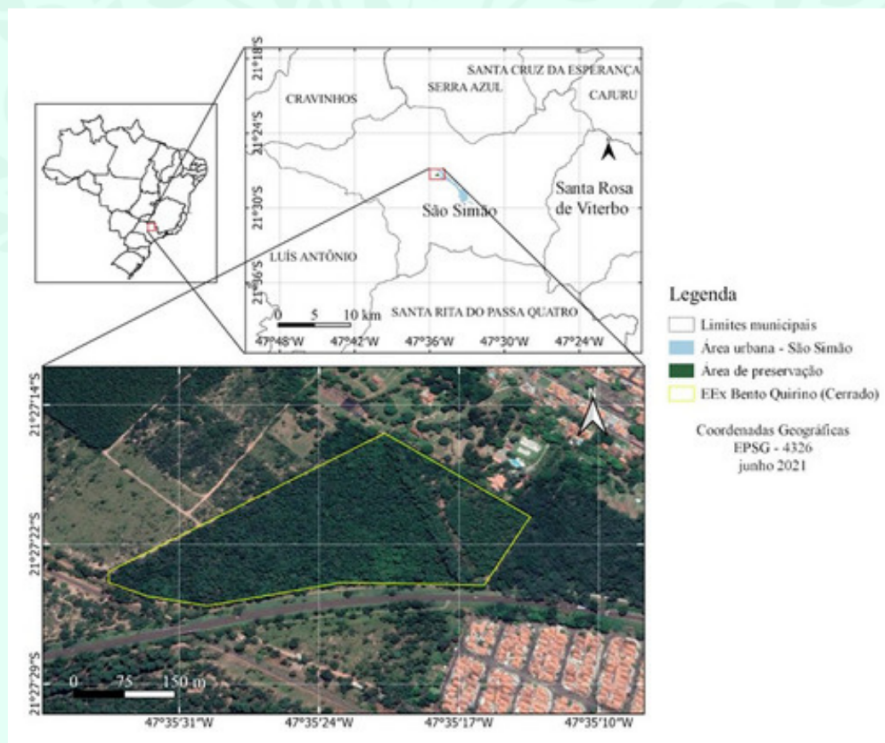 21°18'S
21°24'S
21°30'S
21°36'S
SANTA CRUZ DA ESPERANÇA
SERRA AZUL
CRAVINHOS
CAJURU
Santa Rosa
de Viterbo
São Simão
LUÍS ANTÔNIO
SANTA RITA DO PASSA QUATRO
0 5 10 km
47°48'W 47°42'W 47°36'W 47°30'W 47°24'W
Legenda
Limites municipais
Área urbana - São Simão
Área de preservação
EEx Bento Quirino (Cerrado)
Coordenadas Geográficas
EPSG - 4326
junho 2021
21°27'14"S
21°27'22"S
21°27'29"S
N
0 75 150 m
47°35'31"W 47°35'24"W 47°35'17"W 47°35'10"W